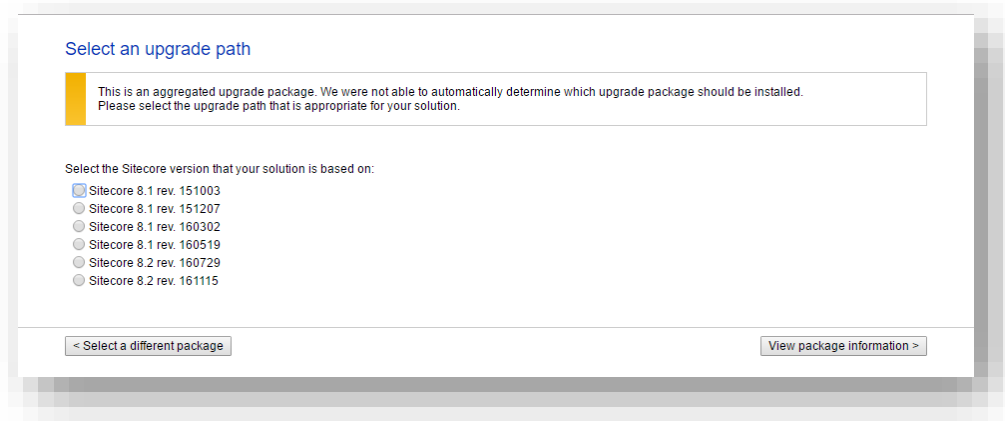 Select an upgrade path
This is an aggregated upgrade package. We were not able to automatically determine which upgrade package should be installed.
Please select the upgrade path that is appropriate for your solution.
Select the Sitecore version that your solution is based on:
Sitecore 8.1 rev. 151003
Sitecore 8.1 rev. 151207
Sitecore 8.1 rev. 160302
Sitecore 8.1 rev. 160519
Sitecore 8.2 rev. 160729
Sitecore 8.2 rev. 161115
< Select a different package
View package information >